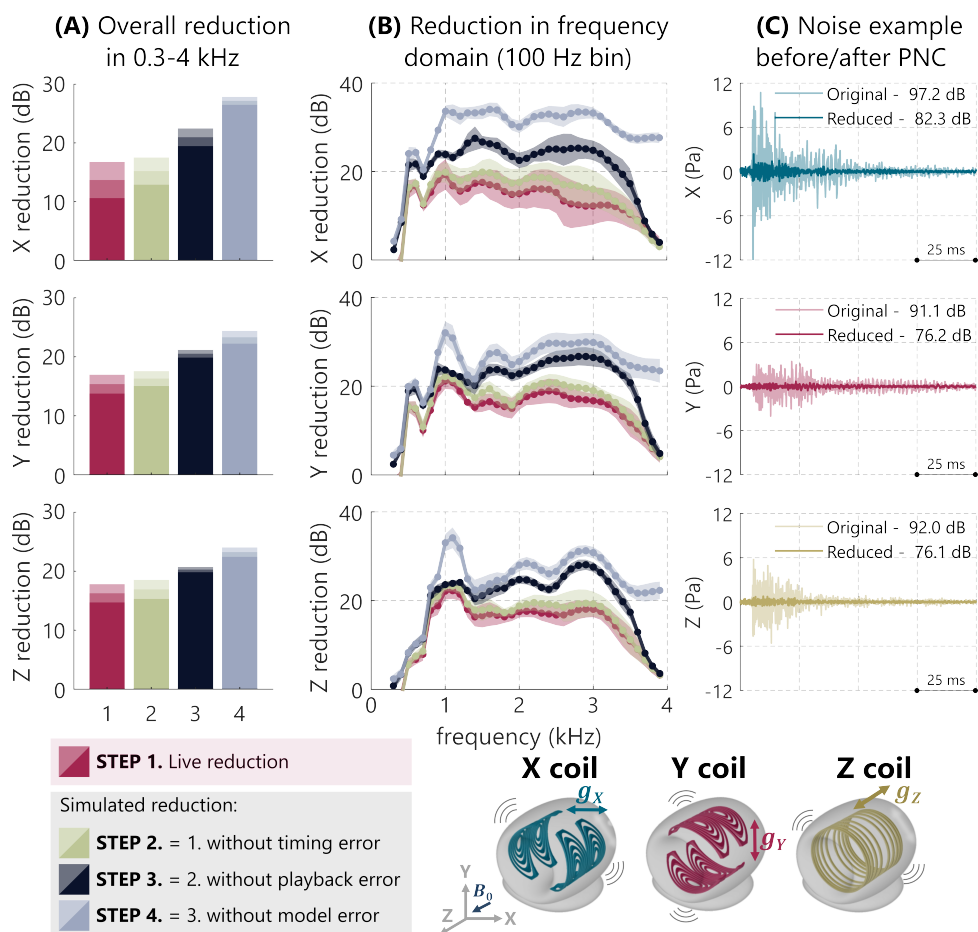 (A) Overall reduction
in 0.3-4 kHz
(B) Reduction in frequency
domain (100 Hz bin)
(C) Noise example
before/after PNC
X reduction (dB)
30
20
10
0
X reduction (dB)
40
20
0
X (Pa)
12
6
0
-6
-12
Original - 97.2 dB
Reduced - 82.3 dB
25 ms
Y reduction (dB)
30
20
10
0
Y reduction (dB)
40
20
0
Y (Pa)
12
6
0
-6
-12
Original - 91.1 dB
Reduced - 76.2 dB
25 ms
Z reduction (dB)
30
20
10
0
1 2 3 4
Z reduction (dB)
40
20
0
0 1 2 3 4
frequency (kHz)
Z (Pa)
12
6
0
-6
-12
Original - 92.0 dB
Reduced - 76.1 dB
25 ms
STEP 1. Live reduction
Simulated reduction:
STEP 2. = 1. without timing error
STEP 3. = 2. without playback error
STEP 4. = 3. without model error
X coil
gX
Y coil
gY
Z coil
gZ
Y
B0
Z
X